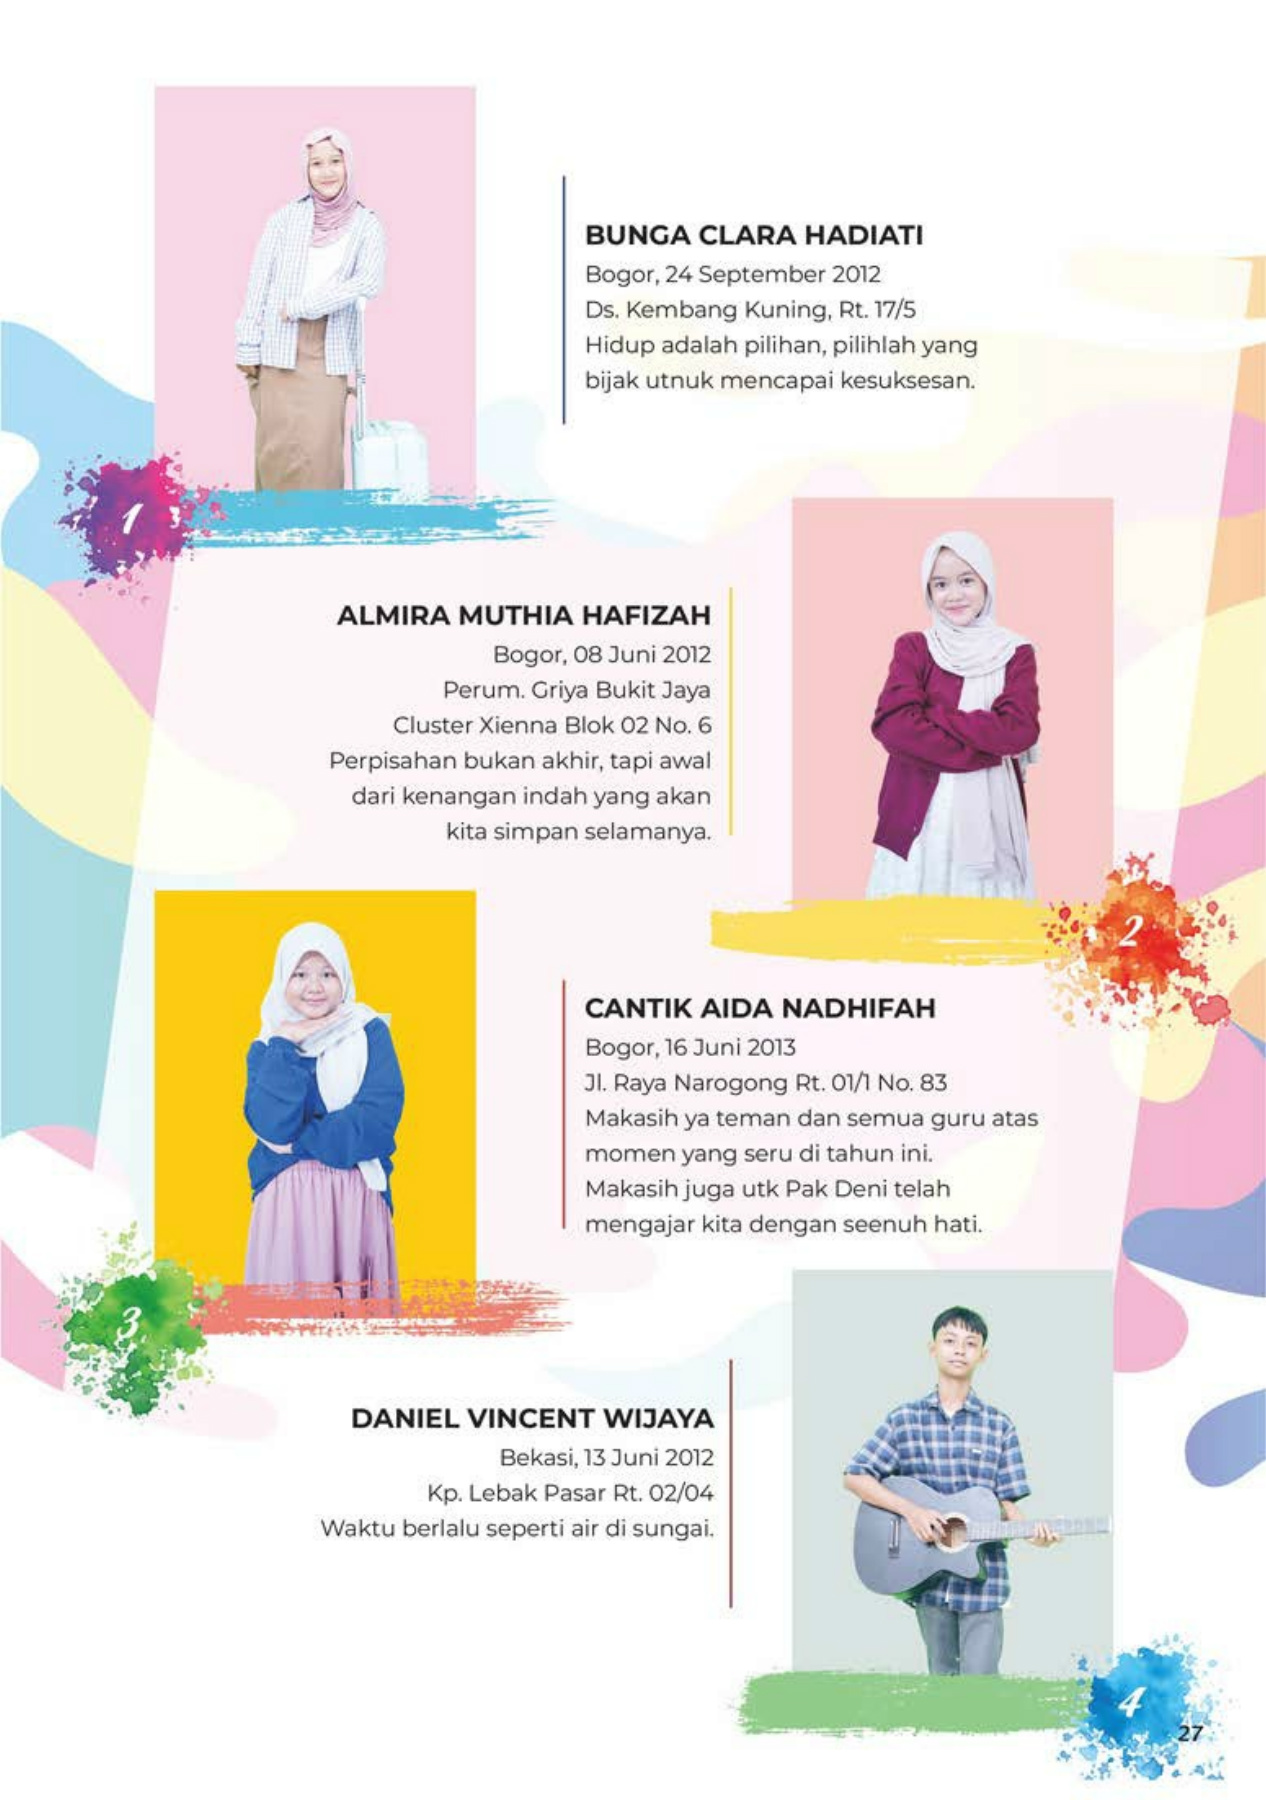 BUNGA CLARA HADIATI
Bogor, 24 September 2012
Ds. Kembang Kuning, Rt. 17/5
Hidup adalah pilihan, pilihlah yang
bijak utnuk mencapai kesuksesan.
1
ALMIRA MUTHIA HAFIZAH
Bogor, 08 Juni 2012
Perum. Griya Bukit Jaya
Cluster Xienna Blok 02 No. 6
Perpisahan bukan akhir, tapi awal
dari kenangan indah yang akan
kita simpan selamanya.
2
CANTIK AIDA NADHIFAH
Bogor, 16 Juni 2013
Jl. Raya Narogong Rt. 01/1 No. 83
Makasih ya teman dan semua guru atas
momen yang seru di tahun ini.
Makasih juga utk Pak Deni telah
mengajar kita dengan seenuh hati.
3
DANIEL VINCENT WIJAYA
Bekasi, 13 Juni 2012
Kp. Lebak Pasar Rt. 02/04
Waktu berlalu seperti air di sungai.
4
27